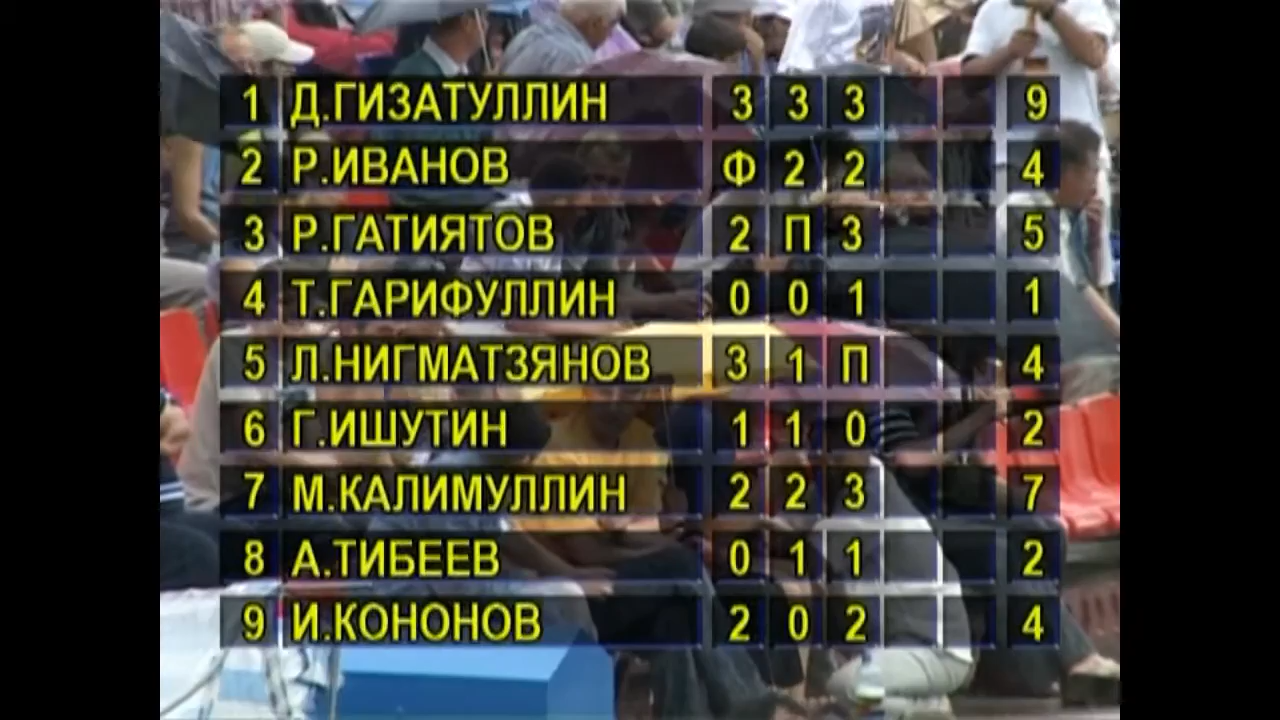 1 Д.ГИЗАТУЛЛИН 3 3 3 9
2 Р.ИВАНОВ Ф 2 2 4
3 Р.ГАТИЯТОВ 2 П 3 5
4 Т.ГАРИФУЛЛИН 0 0 1 1
5 Л.НИГМАТЗЯНОВ 3 1 П 4
6 Г.ИШУТИН 1 1 0 2
7 М.КАЛИМУЛЛИН 2 2 3 7
8 А.ТИБЕЕВ 0 1 1 2
9 И.КОНОНОВ 2 0 2 4